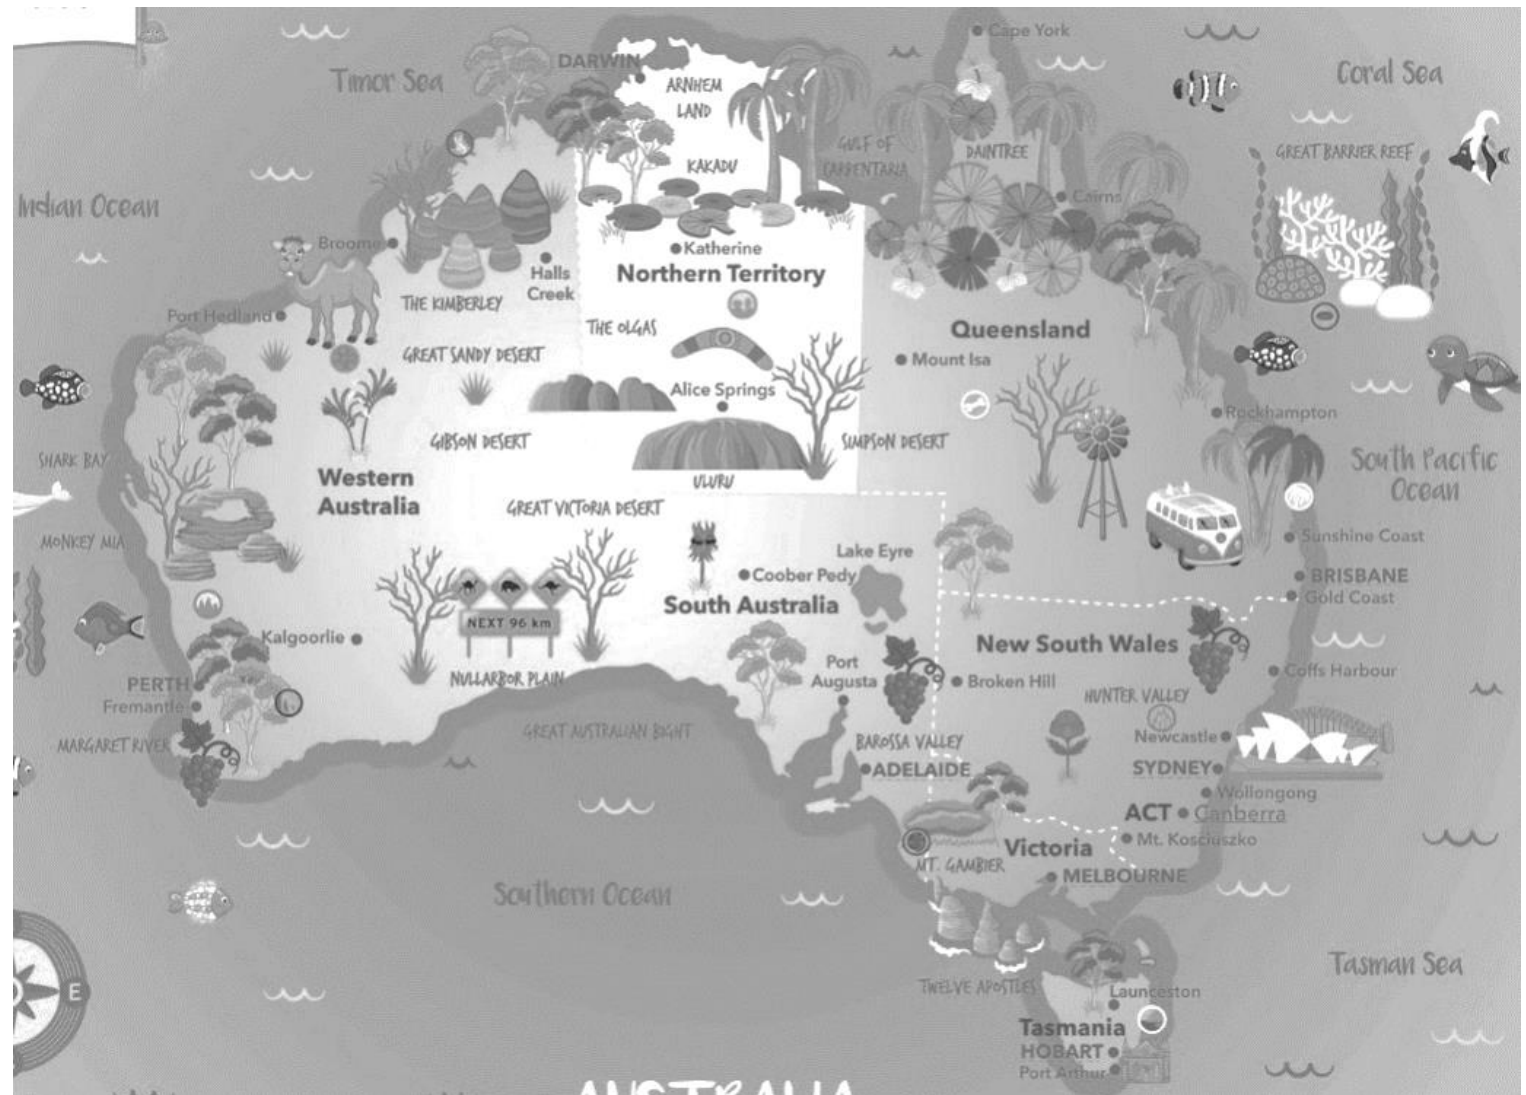 Cape York
Timor Sea
DARWIN
Coral Sea
ARNHEM
LAND
GULF OF
CARPENTARIA
DAINTREE
GREAT BARRIER REEF
KAKADU
Indian Ocean
Cairns
Broome
Katherine
Halls
Creek
Northern Territory
THE KIMBERLEY
Port Hedland
THE OLGAS
Queensland
GREAT SANDY DESERT
Mount Isa
Alice Springs
Rockhampton
GIBSON DESERT
SIMPSON DESERT
SHARK BAY
South Pacific
Ocean
Western
Australia
ULURU
GREAT VICTORIA DESERT
MONKEY MIA
Sunshine Coast
Lake Eyre
Coober Pedy
BRISBANE
Gold Coast
South Australia
NEXT 96 km
Kalgoorlie
New South Wales
Port
Augusta
Coffs Harbour
NULLARBOR PLAIN
Broken Hill
PERTH
HUNTER VALLEY
Fremantle
GREAT AUSTRALIAN BIGHT
Newcastle
MARGARET RIVER
BAROSSA VALLEY
ADELAIDE
SYDNEY
Wollongong
ACT
Canberra
Mt. Kosciuszko
Victoria
MT. GAMBIER
MELBOURNE
Southern Ocean
Tasman Sea
TWELVE APOSTLES
Launceston
E
Tasmania
HOBART
Port Arthur
AUSTRALIA